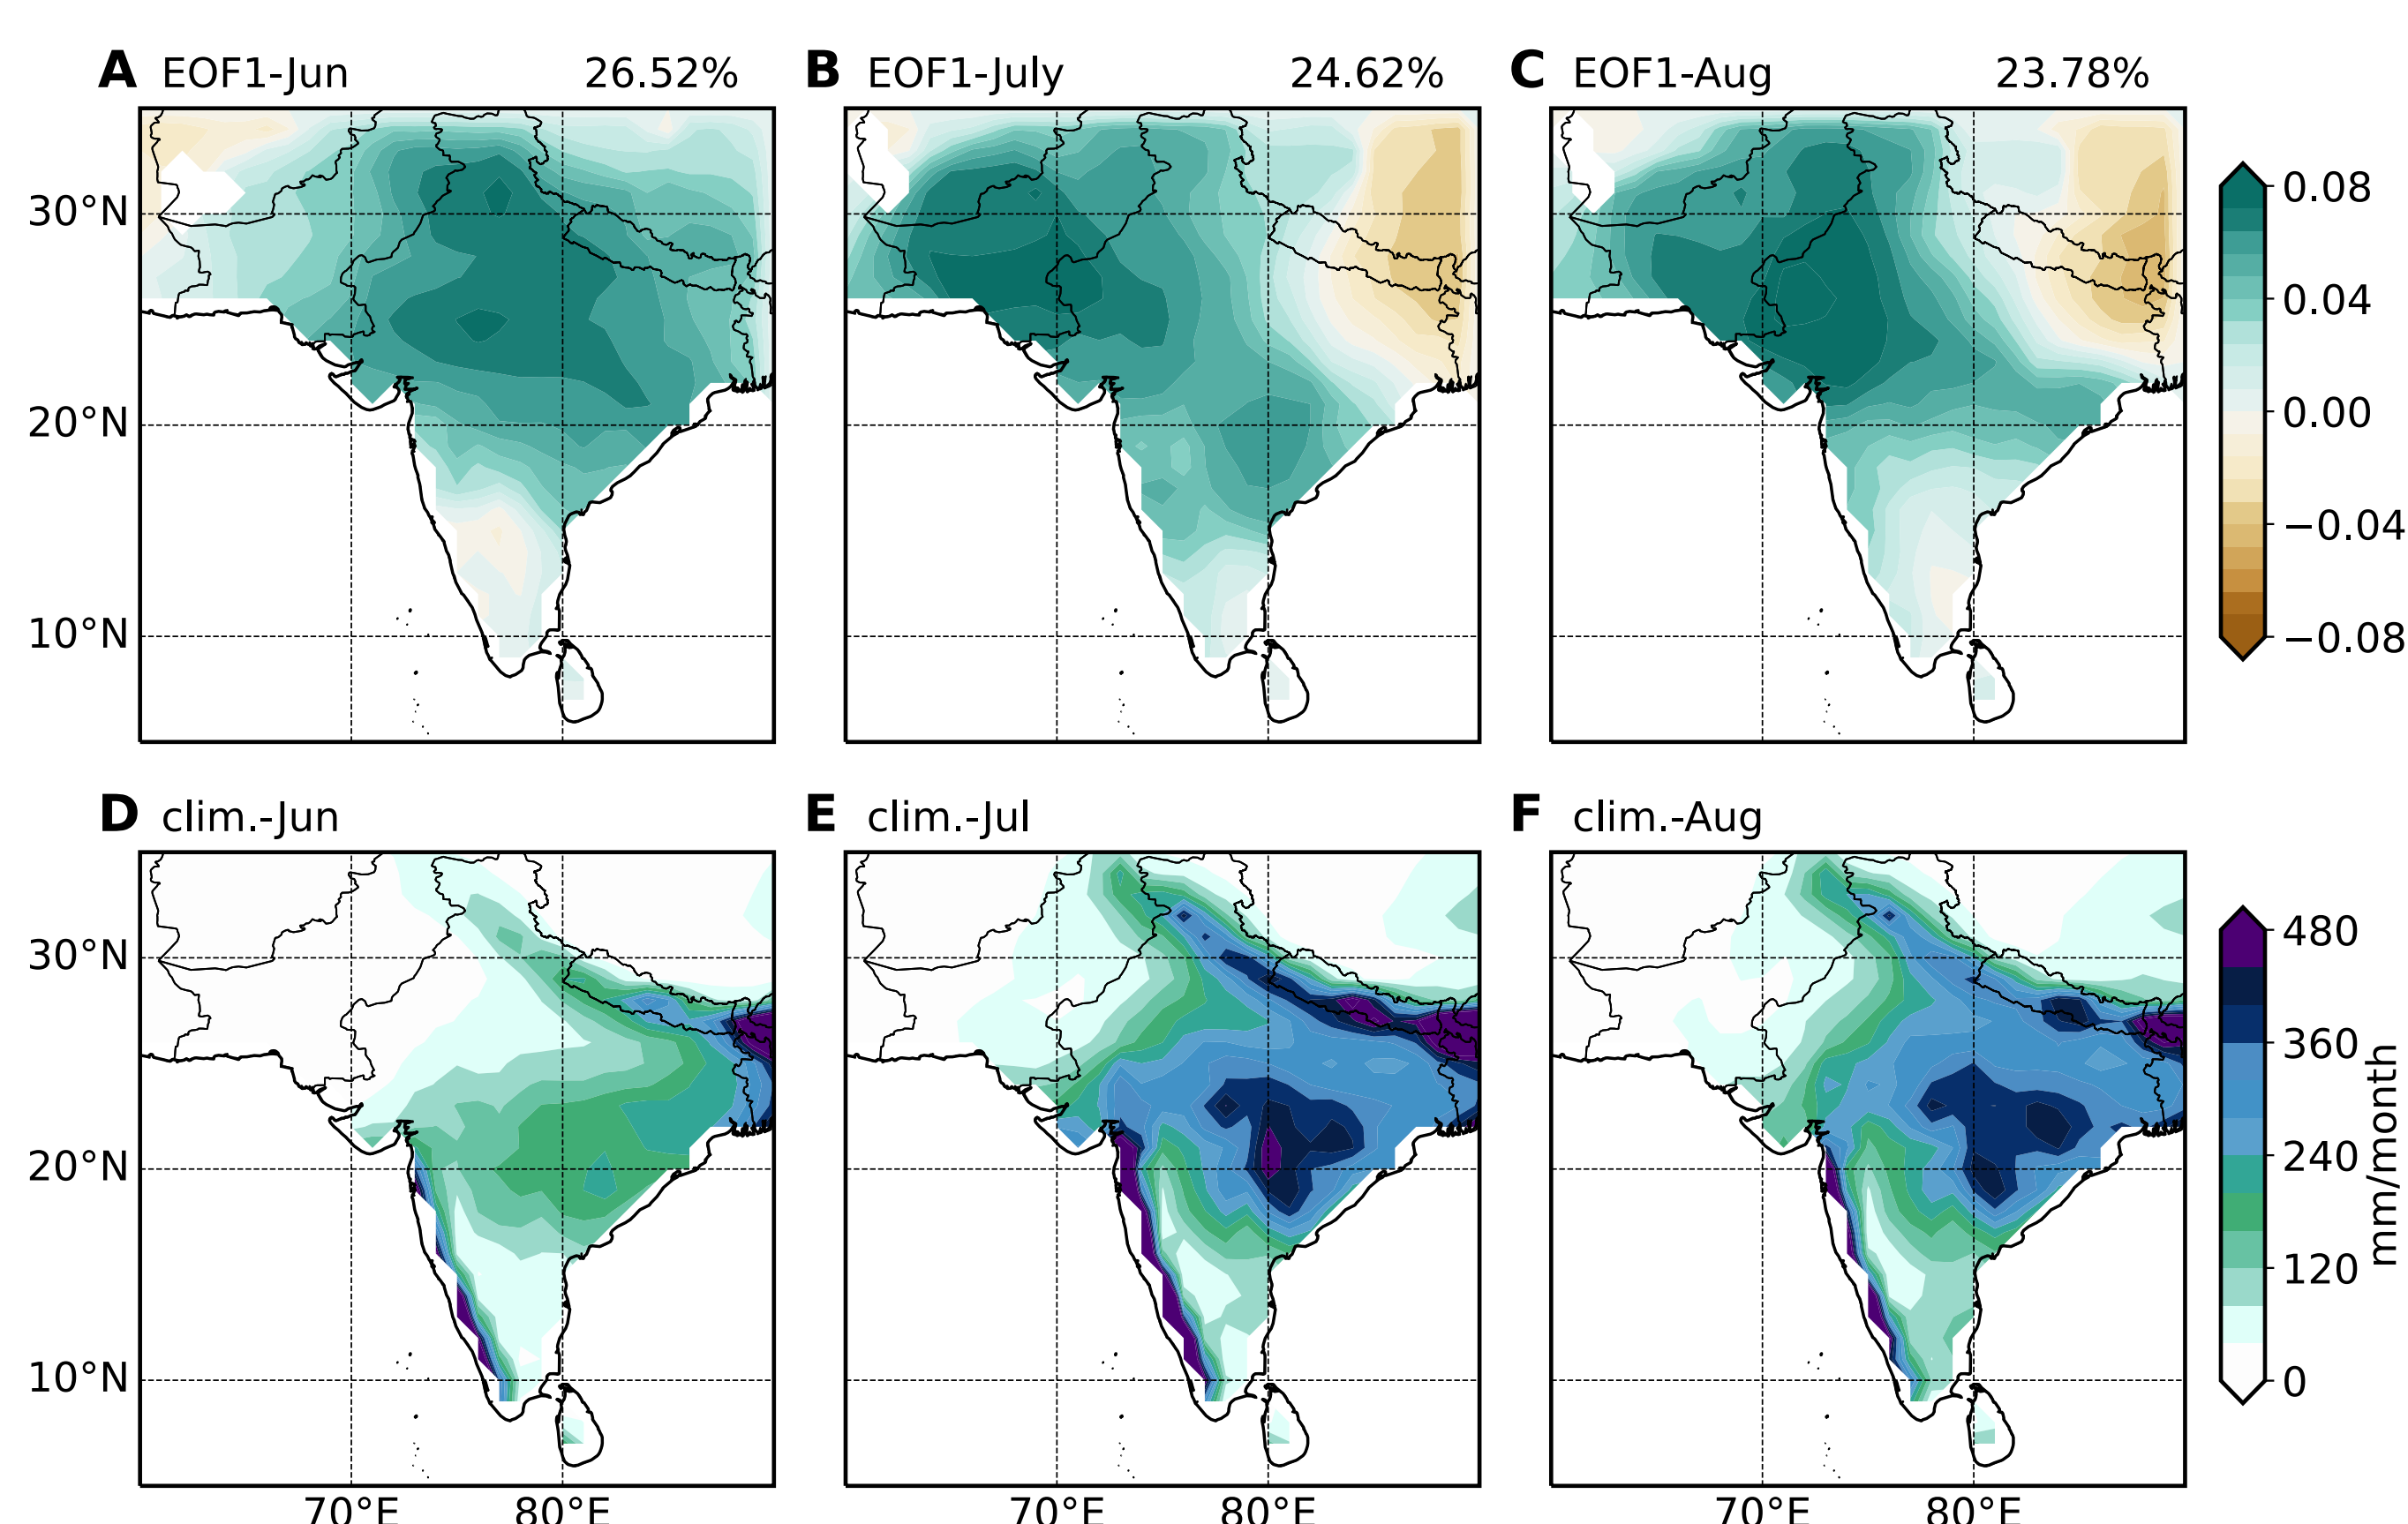 A EOF1-Jun 26.52%
B EOF1-July 24.62%
C EOF1-Aug 23.78%
30°N
20°N
10°N
0.08
0.04
0.00
−0.04
−0.08
D clim.-Jun
E clim.-Jul
F clim.-Aug
30°N
20°N
10°N
70°E 80°E
70°E 80°E
70°E 80°E
480
360
240
120
0
mm/month